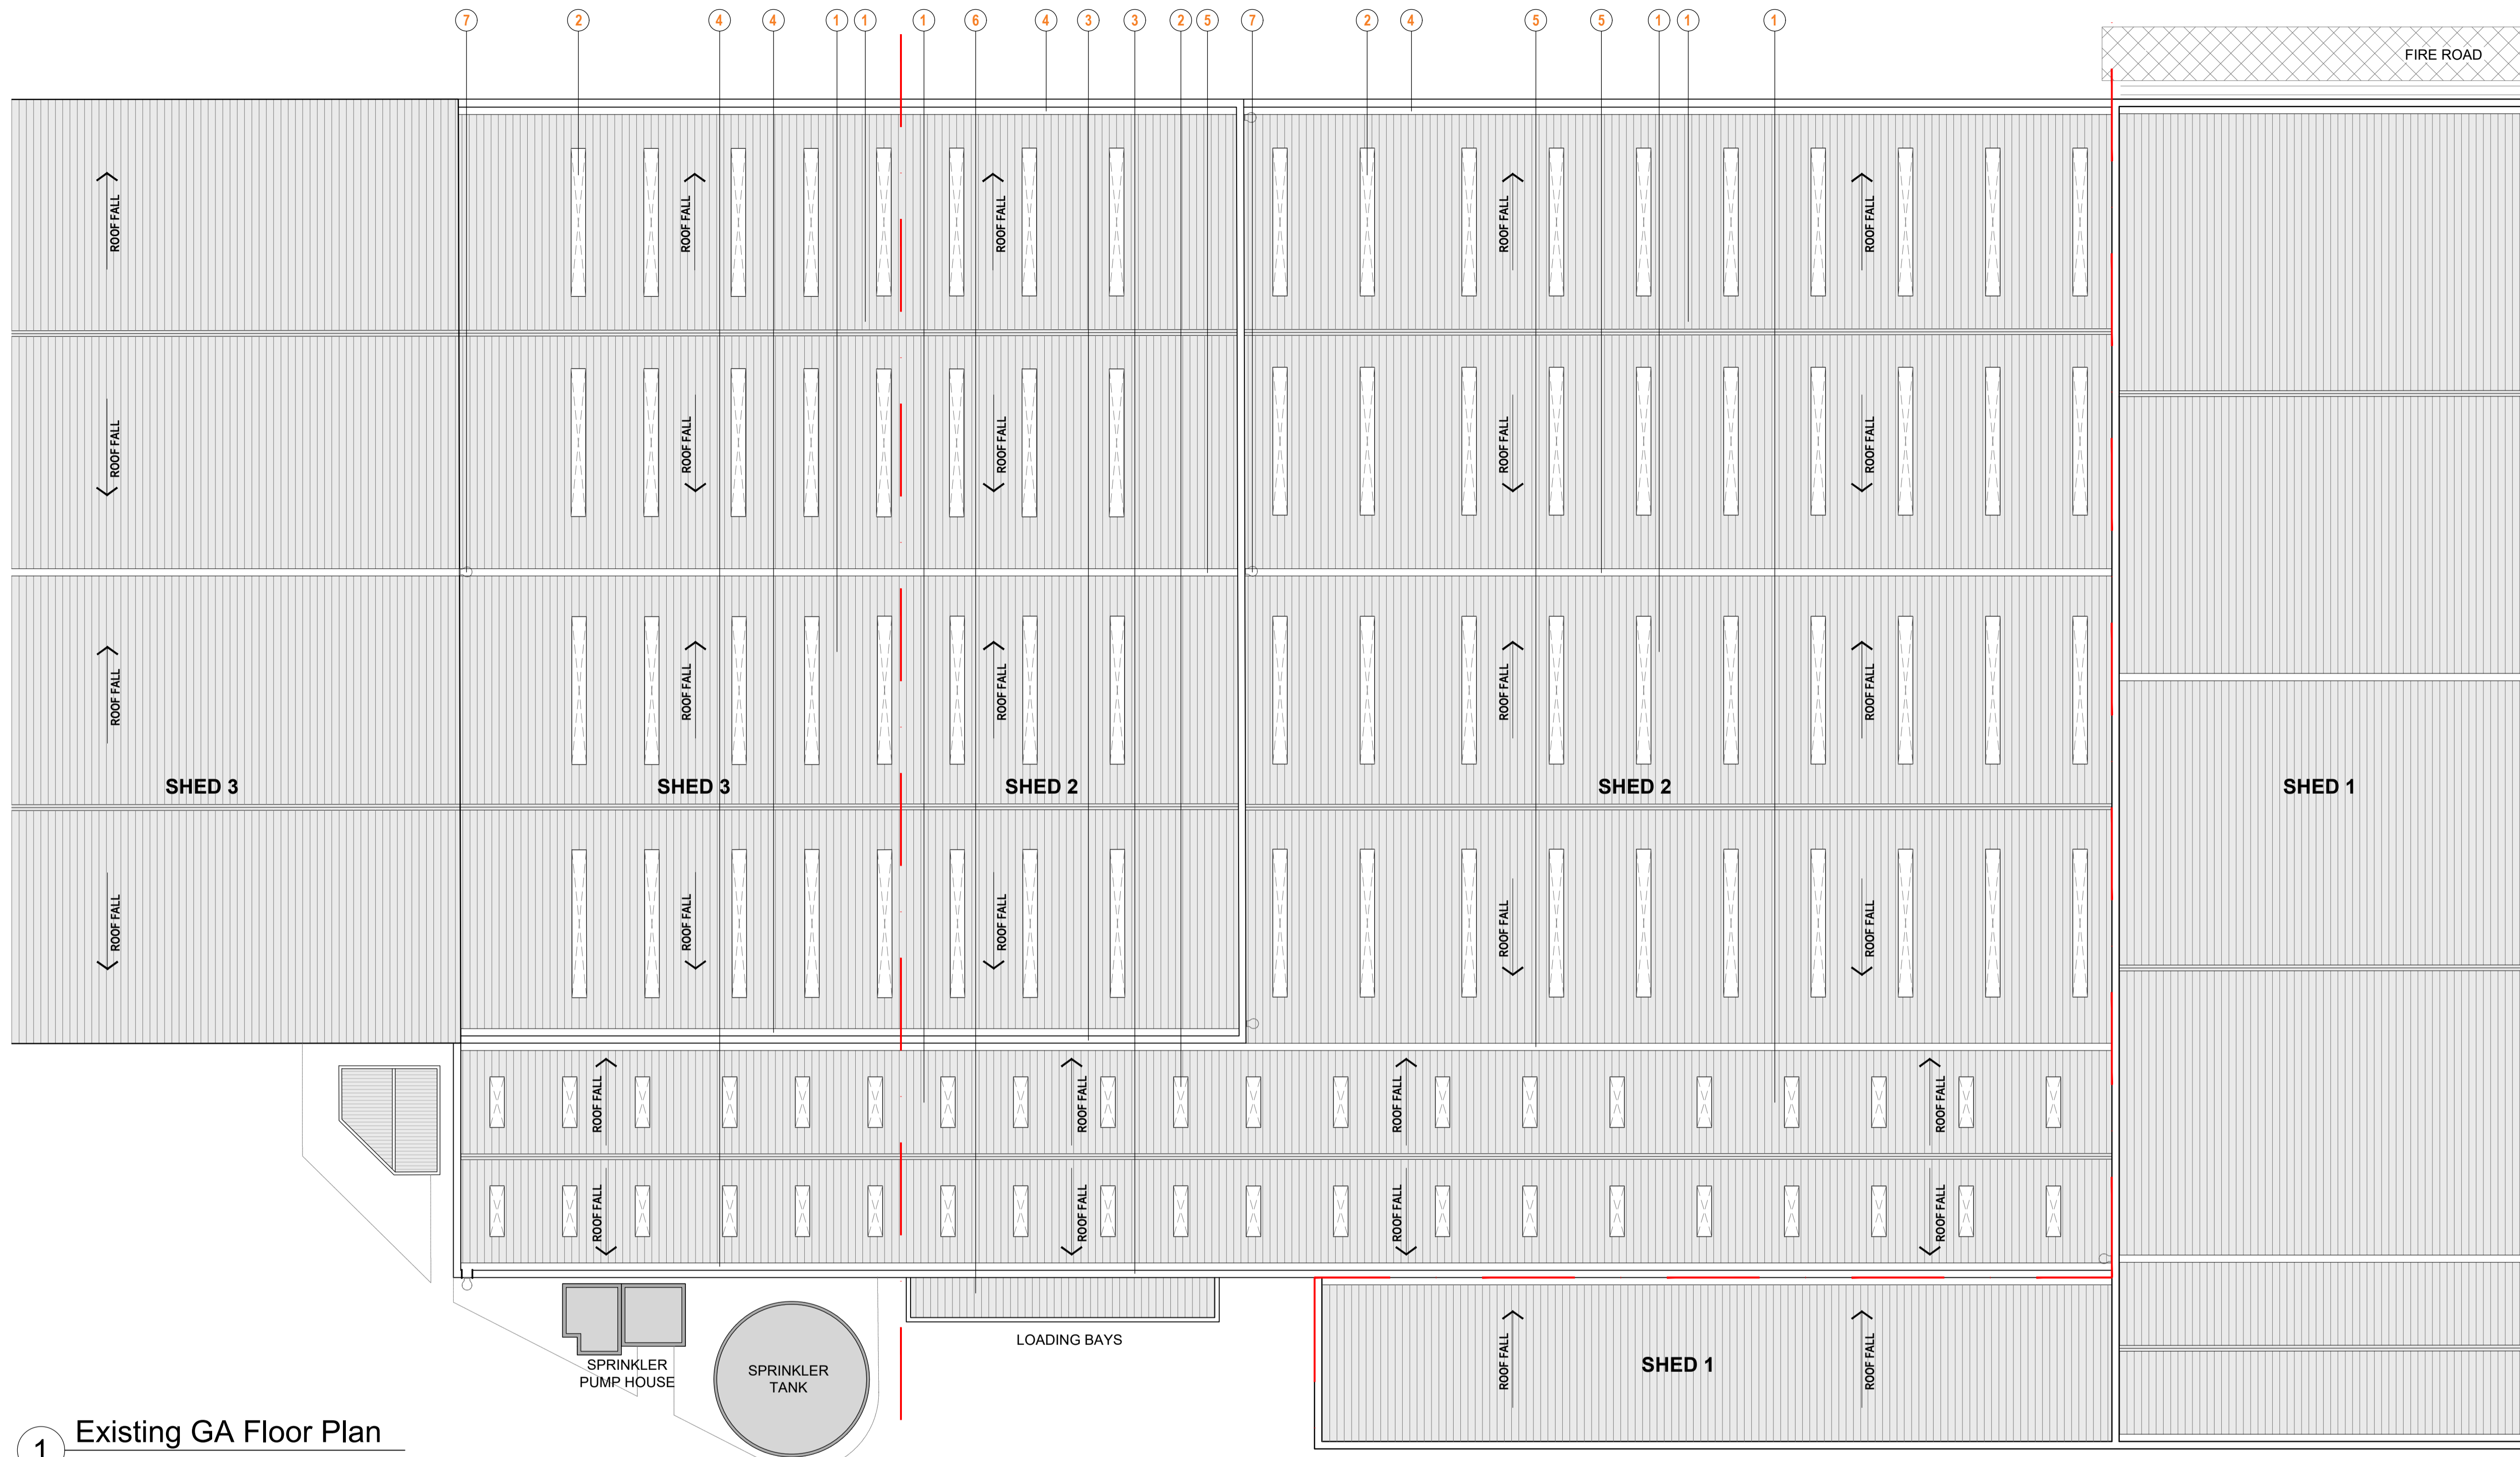 7 2 4 4 1 1 1 6 4 3 3 2 5 7 2 4 5 5 1 1 1
FIRE ROAD
ROOF FALL ROOF FALL ROOF FALL ROOF FALL ROOF FALL
ROOF FALL ROOF FALL ROOF FALL ROOF FALL ROOF FALL
ROOF FALL ROOF FALL ROOF FALL ROOF FALL ROOF FALL
SHED 3 SHED 3 SHED 2 SHED 2 SHED 1
ROOF FALL ROOF FALL ROOF FALL ROOF FALL ROOF FALL
ROOF FALL ROOF FALL ROOF FALL ROOF FALL
ROOF FALL ROOF FALL ROOF FALL ROOF FALL
LOADING BAYS
SPRINKLER
PUMP HOUSE
SPRINKLER
TANK
ROOF FALL SHED 1 ROOF FALL
1 Existing GA Floor Plan